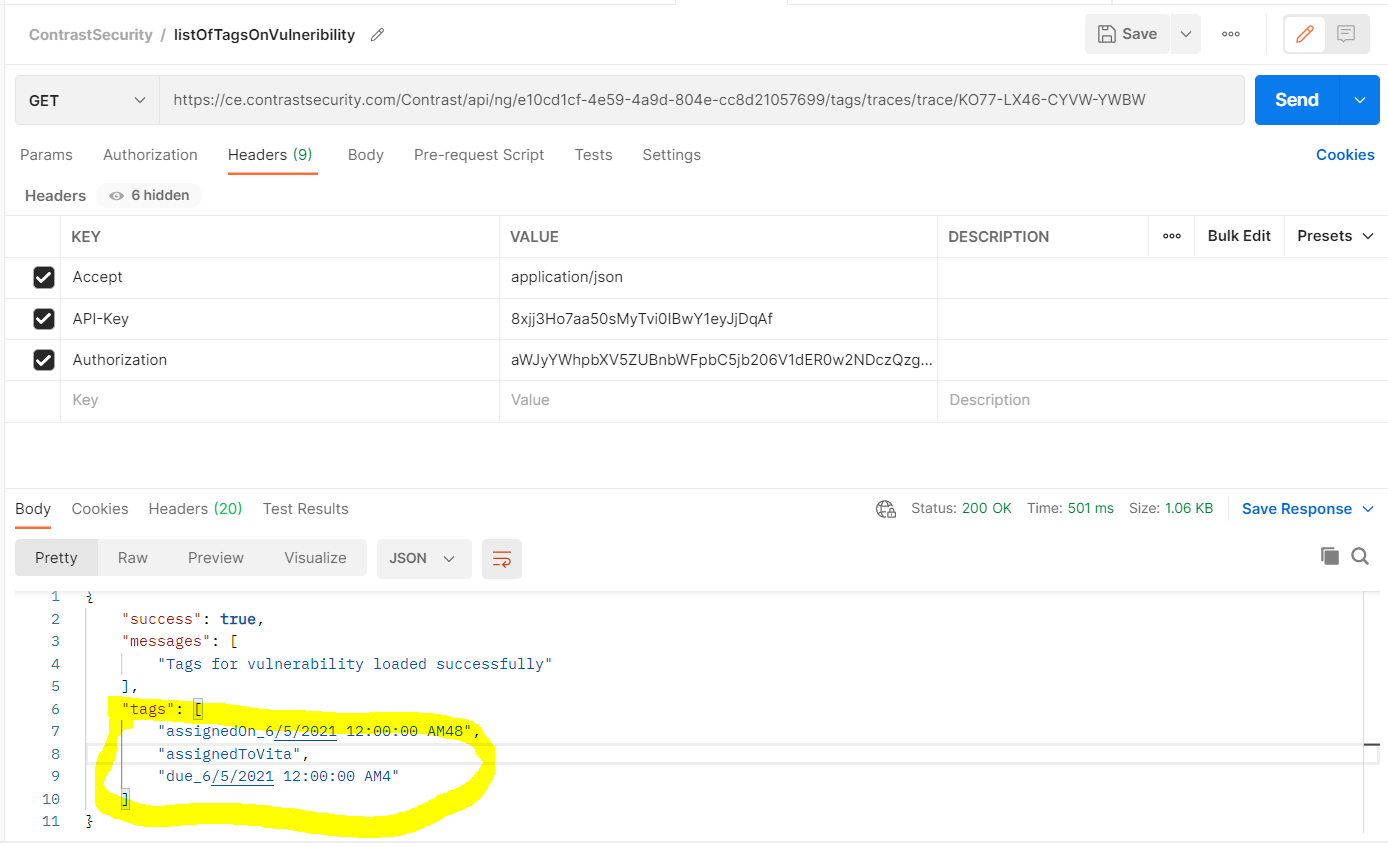 ContrastSecurity / listOfTagsOnVulneribility
Save
GET
https://ce.contrastsecurity.com/Contrast/api/ng/e10cd1cf-4e59-4a9d-804e-cc8d21057699/tags/traces/trace/KO77-LX46-CYVW-YWBW
Send
Params Authorization Headers (9) Body Pre-request Script Tests Settings Cookies
Headers 6 hidden
KEY VALUE DESCRIPTION Bulk Edit Presets
Accept application/json
API-Key 8xjj3Ho7aa50sMyTvi0IBwY1eyJjDqAf
Authorization aWJyYWhpbXV5ZUBnbWFpbC5jb206V1dER0w2NDczQzg...
Key Value Description
Body Cookies Headers (20) Test Results Status: 200 OK Time: 501 ms Size: 1.06 KB Save Response
Pretty Raw Preview Visualize JSON
1 {
2 "success": true,
3 "messages": [
4 "Tags for vulnerability loaded successfully"
5 ],
6 "tags": [
7 "assignedOn_6/5/2021 12:00:00 AM48",
8 "assignedToVita",
9 "due_6/5/2021 12:00:00 AM4"
10 ]
11 }